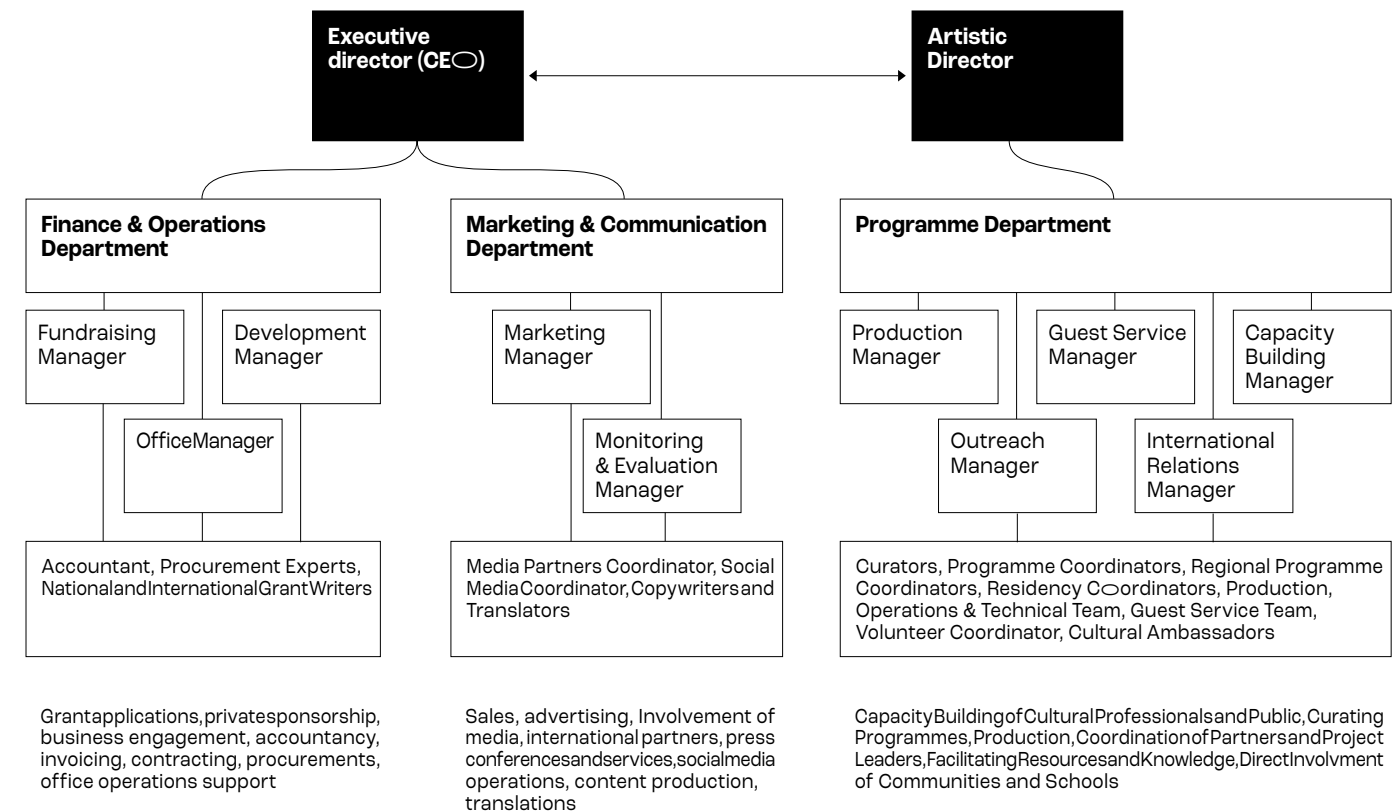 Executive
director (CEO)
Artistic
Director
Finance & Operations
Department
Marketing & Communication
Department
Programme Department
Fundraising
Manager
Development
Manager
OfficeManager
Marketing
Manager
Monitoring
& Evaluation
Manager
Production
Manager
Guest Service
Manager
Capacity
Building
Manager
Outreach
Manager
International
Relations
Manager
Accountant, Procurement Experts,
NationalandInternationalGrantWriters
Media Partners Coordinator, Social
MediaCoordinator,Copywritersand
Translators
Curators, Programme Coordinators, Regional Programme
Coordinators, Residency Coordinators, Production,
Operations & Technical Team, Guest Service Team,
Volunteer Coordinator, Cultural Ambassadors
Grantapplications,privatesponsorship,
business engagement, accountancy,
invoicing, contracting, procurements,
office operations support
Sales, advertising, Involvement of
media, international partners, press
conferencesandservices,socialmedia
operations, content production,
translations
CapacityBuildingofCulturalProfessionalsandPublic,Curating
Programmes,Production,CoordinationofPartnersandProject
Leaders,FacilitatingResourcesandKnowledge,DirectInvolvment
of Communities and Schools